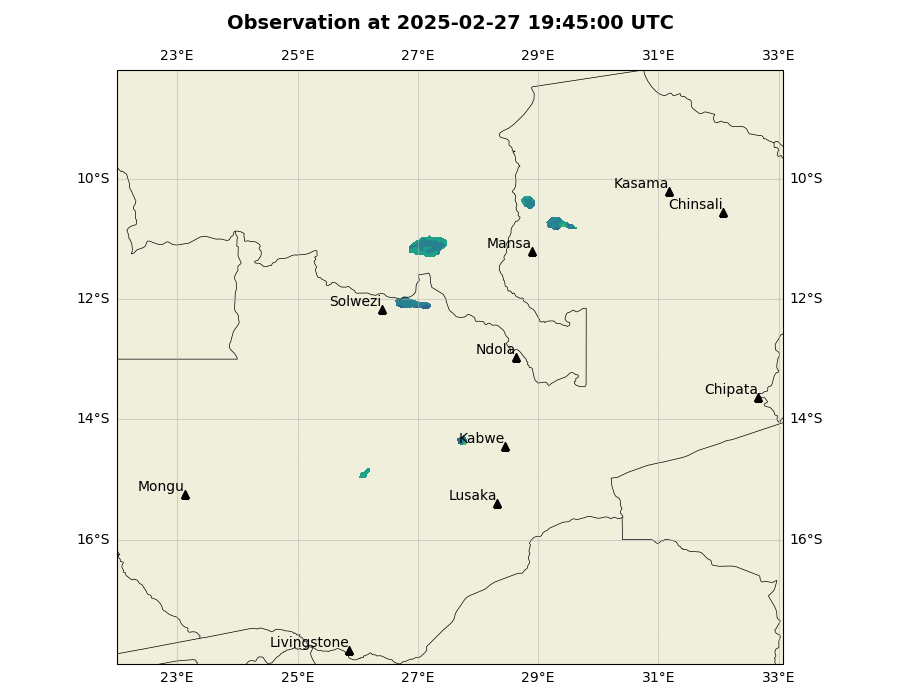 Observation at 2025-02-27 19:45:00 UTC
23°E 25°E 27°E 29°E 31°E 33°E
10°S 10°S
Kasama
Chinsali
Mansa
12°S 12°S
Solwezi
Ndola
Chipata
14°S 14°S
Kabwe
Mongu
Lusaka
16°S 16°S
Livingstone
23°E 25°E 27°E 29°E 31°E 33°E